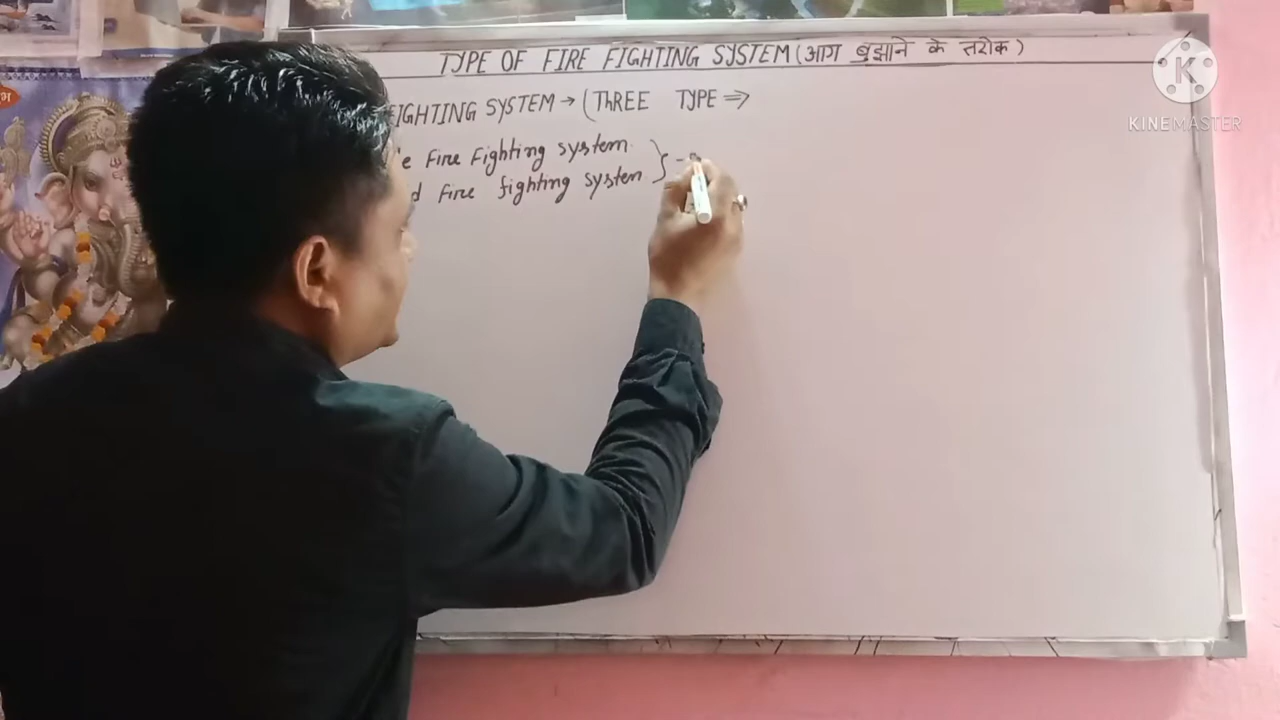 TYPE OF FIRE FIGHTING SYSTEM (आग बुझाने के तरीके)
FIGHTING SYSTEM → (ThREE TYPE ⇒
Fire Fighting system.
Fire fighting system
KINEMASTER